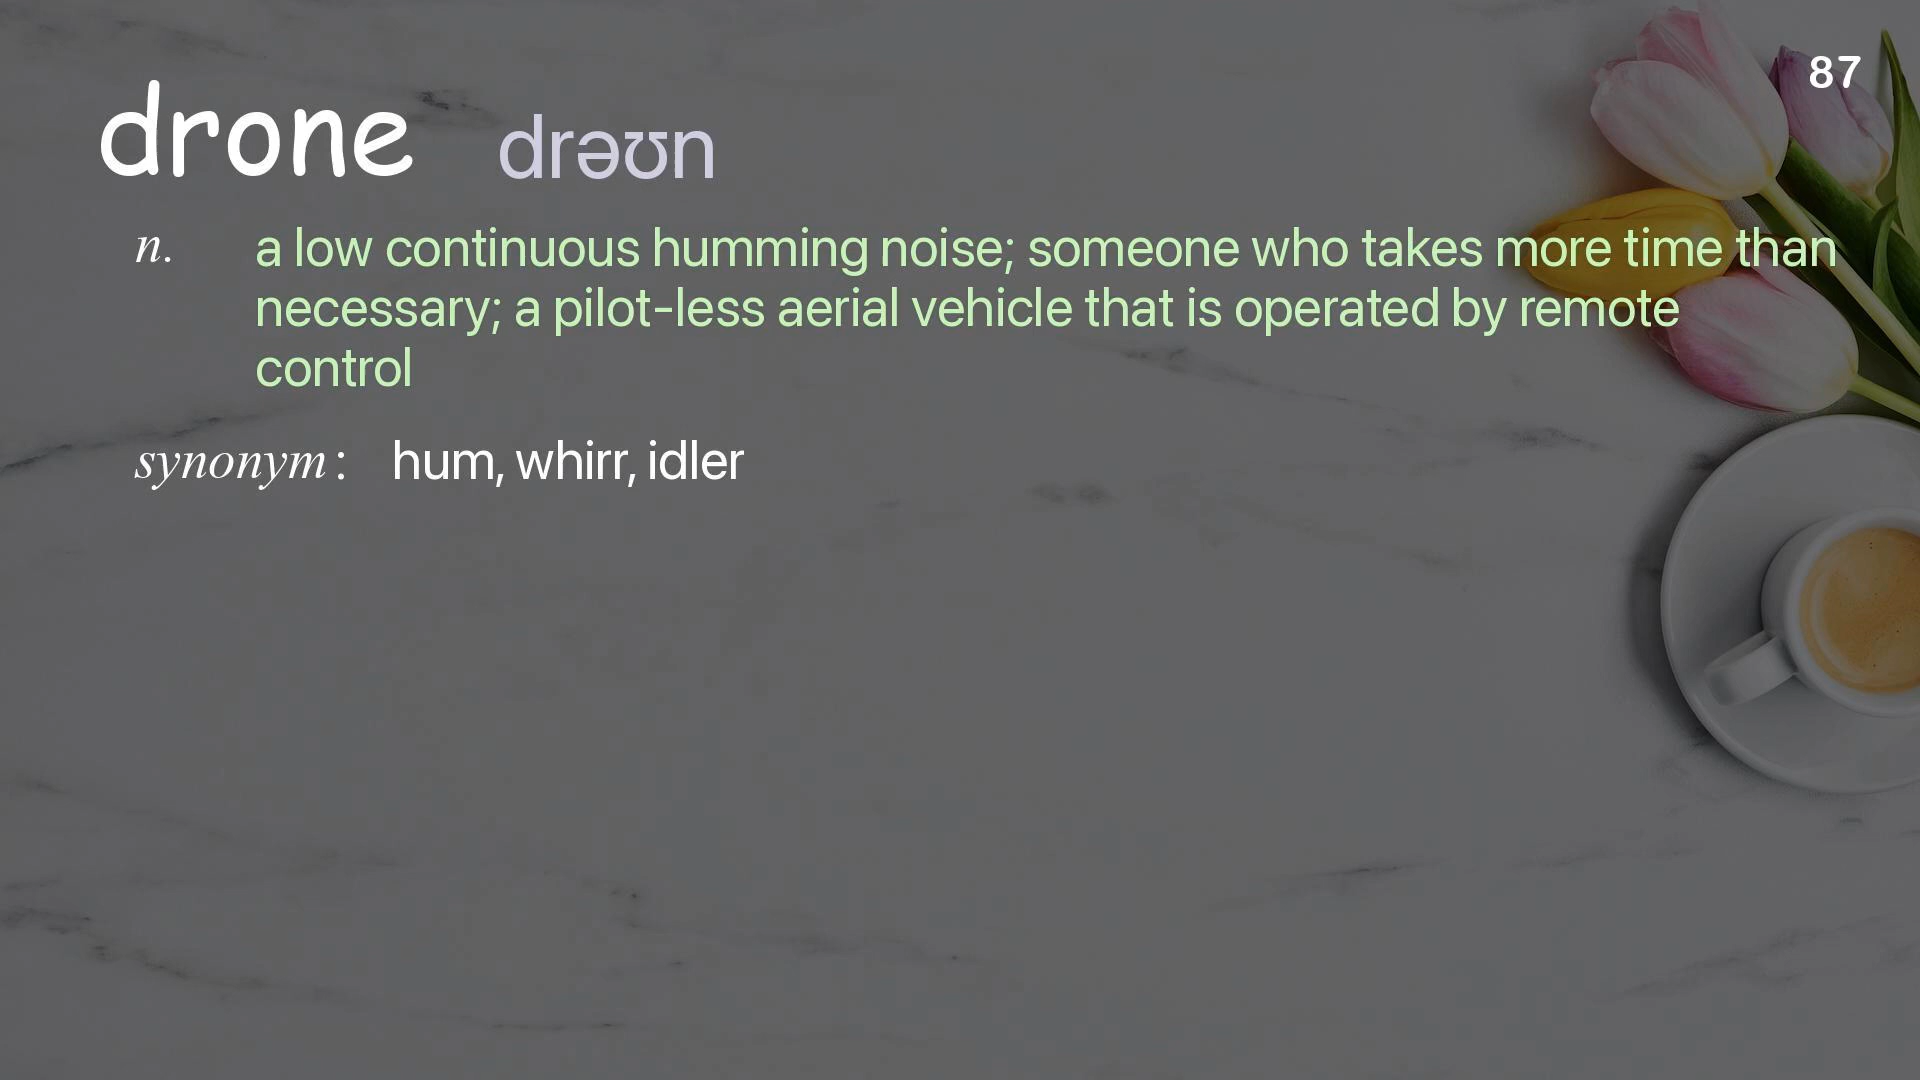 87
drone drəʊn
n. a low continuous humming noise; someone who takes more time than
necessary; a pilot-less aerial vehicle that is operated by remote
control
synonym: hum, whirr, idler